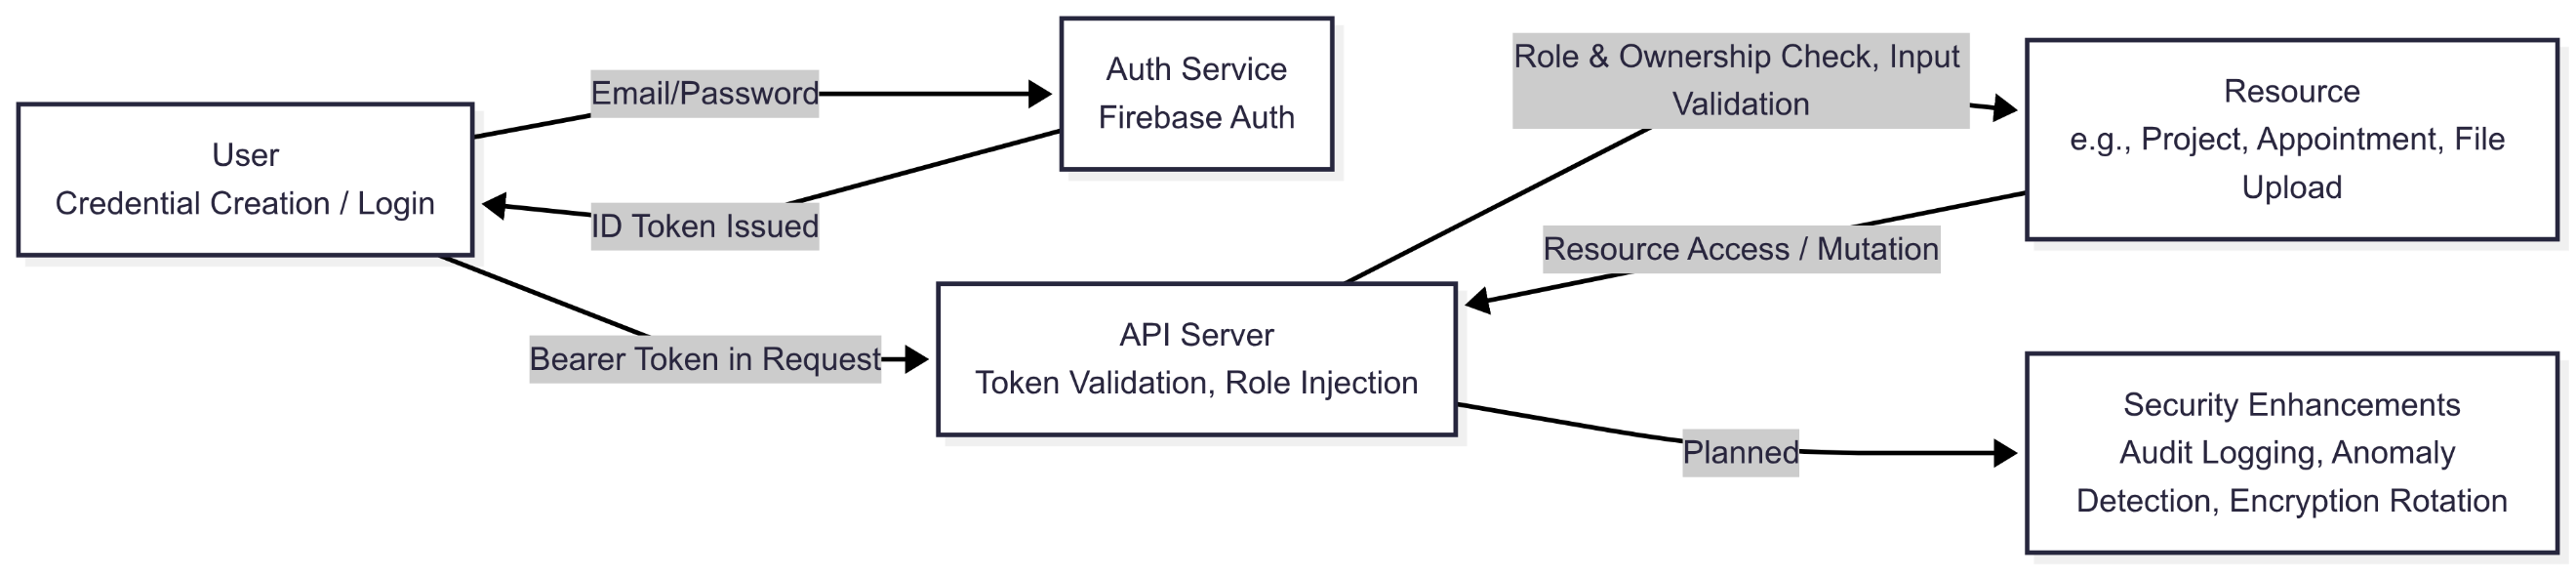 User
Credential Creation / Login
Email/Password
Auth Service
Firebase Auth
ID Token Issued
Bearer Token in Request
API Server
Token Validation, Role Injection
Role & Ownership Check, Input
Validation
Resource
e.g., Project, Appointment, File
Upload
Resource Access / Mutation
Planned
Security Enhancements
Audit Logging, Anomaly
Detection, Encryption Rotation